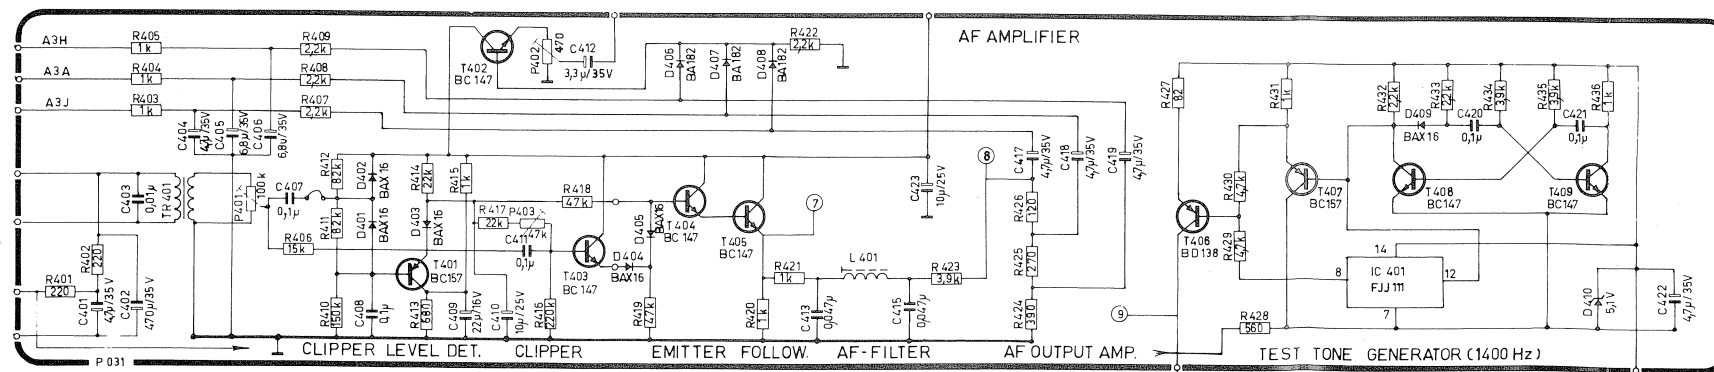 AF AMPLIFIER
A3H
R405
1k
R409
2,2k
A3A
R404
1k
R408
2,2k
A3J
R403
1k
R407
2,2k
C404
4,7µ/35V
C405
6,8µ/35V
C406
6,8µ/35V
T402
BC 147
P402
470
C412
3,3µ/35V
D406
BA182
D407
BA182
D408
BA182
R422
2,2k
C403
0,01µ
TR401
P401
100k
C407
0,1µ
R412
82k
R411
82k
D402
BAX16
D401
BAX16
R414
22k
R415
1k
D403
BAX16
R406
15k
R402
220
R401
220
C401
C402
470µ/35V
R410
150k
C408
0,1µ
T401
BC157
R413
680
C409
22µ/16V
C410
10µ/25V
R417
22k
P403
47k
C411
0,1µ
R418
47k
R416
220k
T403
BC 147
D404
BAX16
D405
BAX16
R419
47k
T404
BC 147
T405
BC147
7
R420
1k
R421
1k
L 401
C413
0,047µ
C415
0,047µ
R 423
3,9k
C423
10µ/25V
8
C417
4,7µ/35V
C418
4,7µ/35V
C419
4,7µ/35V
R426
120
R425
270
R424
390
R427
82
R431
1k
R430
4,7k
R429
4,7k
T406
BD138
T407
BC157
R432
2,2k
R433
22k
R434
3,9k
R435
3,9k
R436
1k
D409
BAX16
C420
0,1µ
C421
0,1µ
T408
BC147
T409
BC147
14
8
IC 401
FJJ 111
12
7
9
R428
560
D410
5,1V
C422
4,7µ/35V
P 031
CLIPPER LEVEL DET.
CLIPPER
EMITTER FOLLOW.
AF-FILTER
AF OUTPUT AMP.
TEST TONE GENERATOR (1400 Hz)